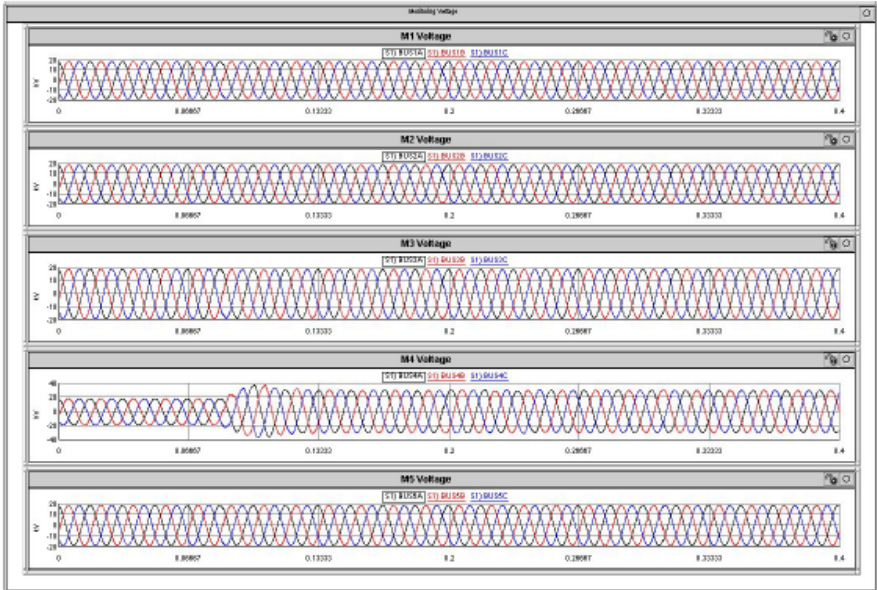 Monitoring Voltage
M1 Voltage
S1) BUS1A S1) BUS1B S1) BUS1C
kV
20
10
0
-10
-20
0 0.06667 0.13333 0.2 0.26667 0.33333 0.4
M2 Voltage
S1) BUS2A S1) BUS2B S1) BUS2C
kV
20
10
0
-10
-20
0 0.06667 0.13333 0.2 0.26667 0.33333 0.4
M3 Voltage
S1) BUS3A S1) BUS3B S1) BUS3C
kV
20
10
0
-10
-20
0 0.06667 0.13333 0.2 0.26667 0.33333 0.4
M4 Voltage
S1) BUS4A S1) BUS4B S1) BUS4C
kV
40
20
0
-20
-40
0 0.06667 0.13333 0.2 0.26667 0.33333 0.4
M5 Voltage
S1) BUS5A S1) BUS5B S1) BUS5C
kV
20
10
0
-10
-20
0 0.06667 0.13333 0.2 0.26667 0.33333 0.4